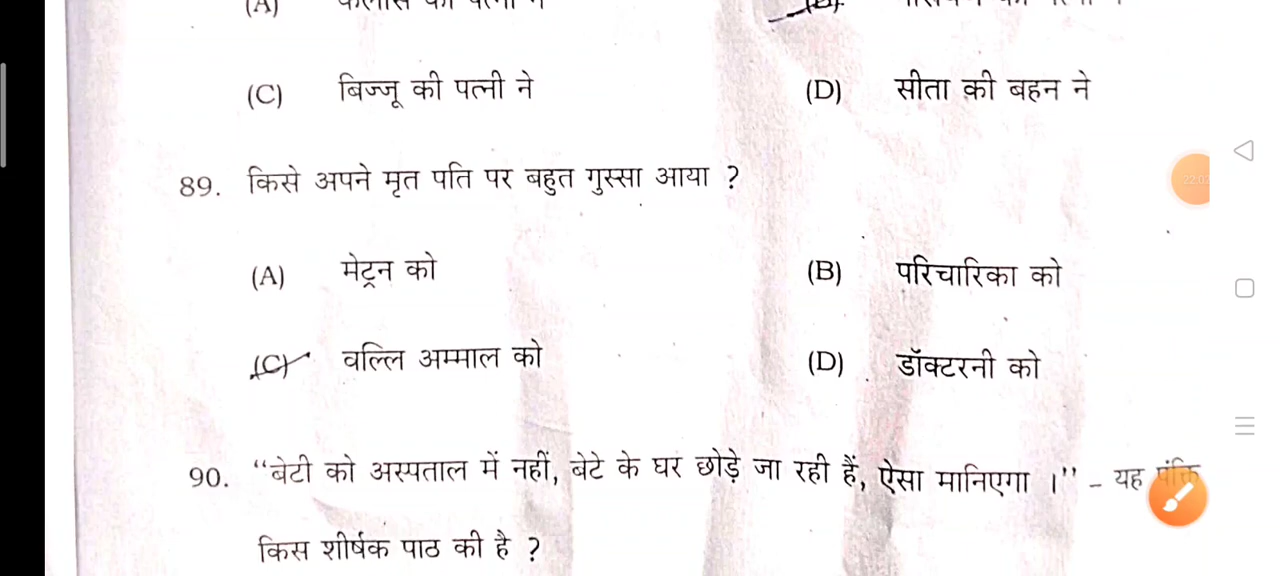 (A)
(C) बिज्जू की पत्नी ने (D) सीता की बहन ने
89. किसे अपने मृत पति पर बहुत गुस्सा आया ?
(A) मेट्रन को (B) परिचारिका को
(C) वल्लि अम्माल को (D) डॉक्टरनी को
90. “बेटी को अस्पताल में नहीं, बेटे के घर छोड़े जा रही हैं, ऐसा मानिएगा ।” – यह पंक्ति
किस शीर्षक पाठ की है ?